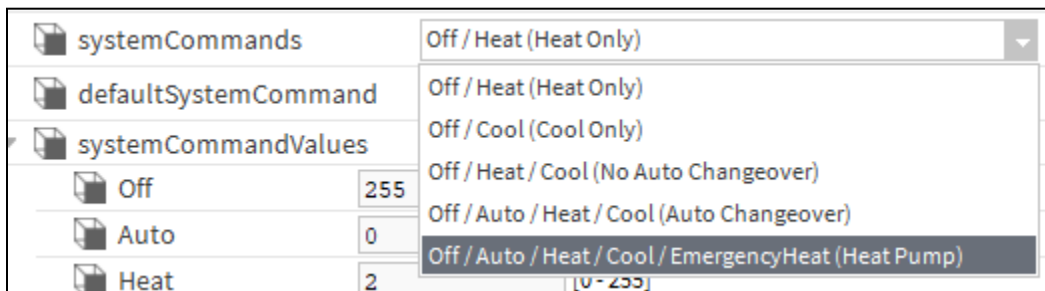 systemCommands
Off / Heat (Heat Only)
Off / Heat (Heat Only)
defaultSystemCommand
Off / Cool (Cool Only)
systemCommandValues
Off / Heat / Cool (No Auto Changeover)
Off 255
Off / Auto / Heat / Cool (Auto Changeover)
Auto 0
Off / Auto / Heat / Cool / EmergencyHeat (Heat Pump)
Heat 2 [0 - 255]